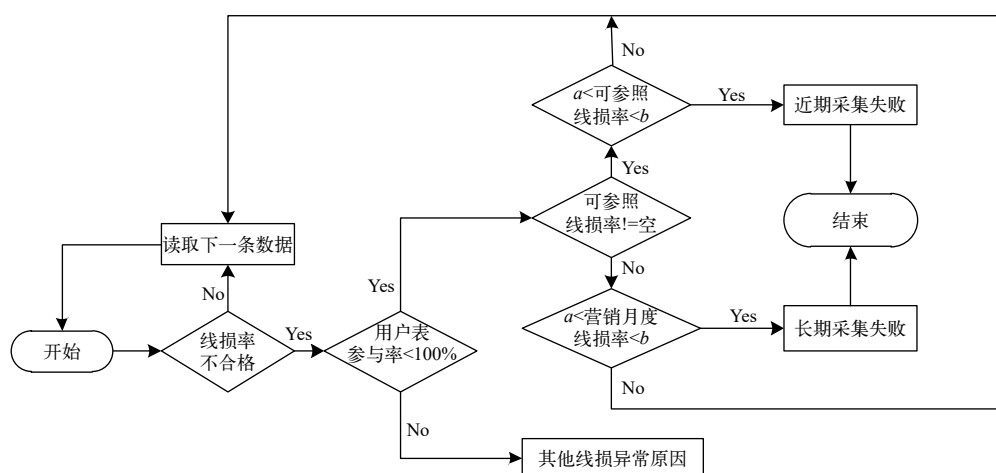 No
a<可参照
线损率<b
Yes
近期采集失败
Yes
可参照
线损率!=空
结束
读取下一条数据
Yes
No
No
a<营销月度
线损率<b
Yes
长期采集失败
开始
线损率
不合格
Yes
用户表
参与率<100%
No
No
其他线损异常原因